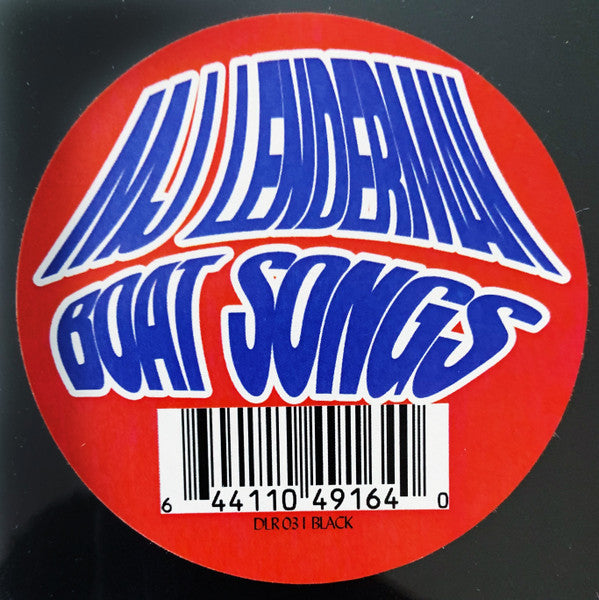 MJ LENDERMAN
BOAT SONGS
6 44110 49164 0
DLR 031 BLACK